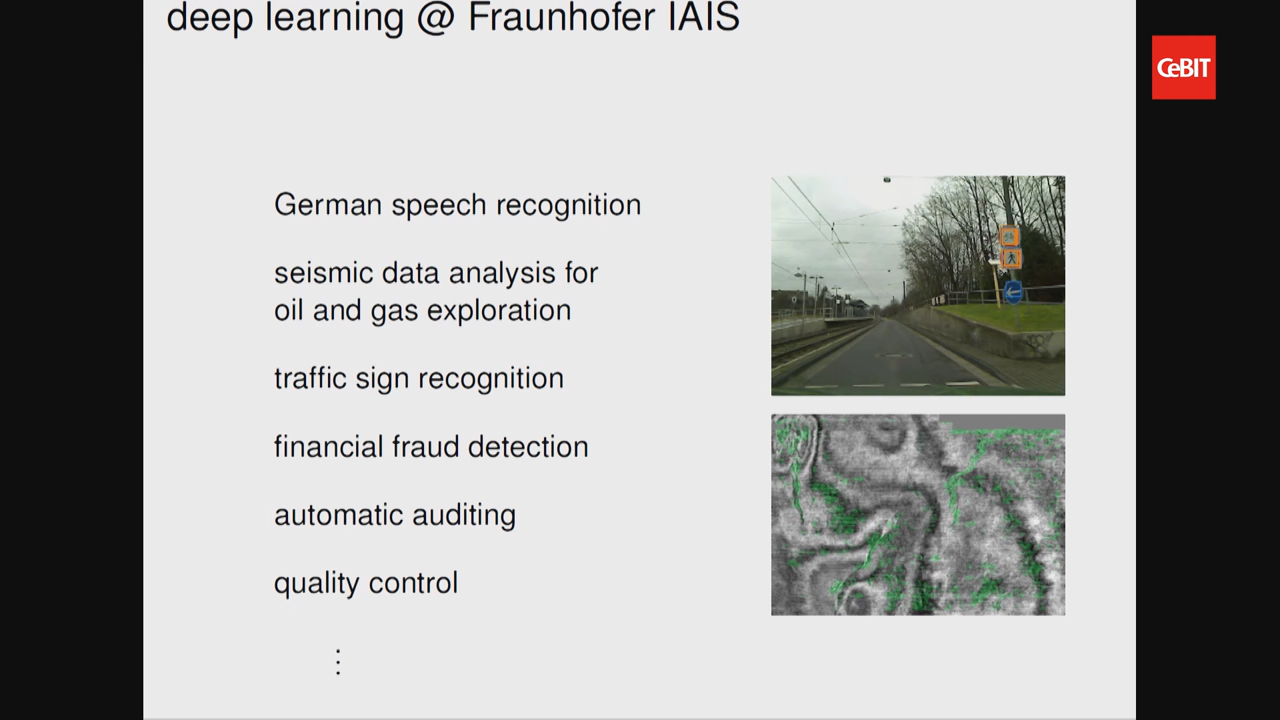 deep learning @ Fraunhofer IAIS
CeBIT
German speech recognition
seismic data analysis for
oil and gas exploration
traffic sign recognition
financial fraud detection
automatic auditing
quality control
⋮